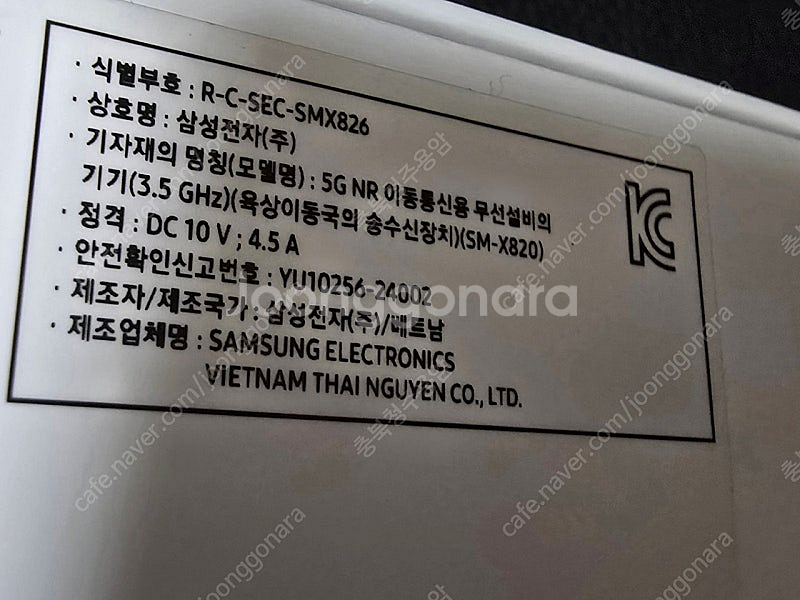 · 식별부호 : R-C-SEC-SMX826
· 상호명 : 삼성전자(주)
· 기자재의 명칭(모델명) : 5G NR 이동통신용 무선설비의
기기(3.5 GHz)(육상이동국의 송수신장치)(SM-X820)
· 정격 : DC 10 V ; 4.5 A
· 안전확인신고번호 : YU10256-24002
· 제조자/제조국가 : 삼성전자(주)/베트남
· 제조업체명 : SAMSUNG ELECTRONICS
VIETNAM THAI NGUYEN CO., LTD.
KC
joonggonara
cafe.naver.com/joonggonara